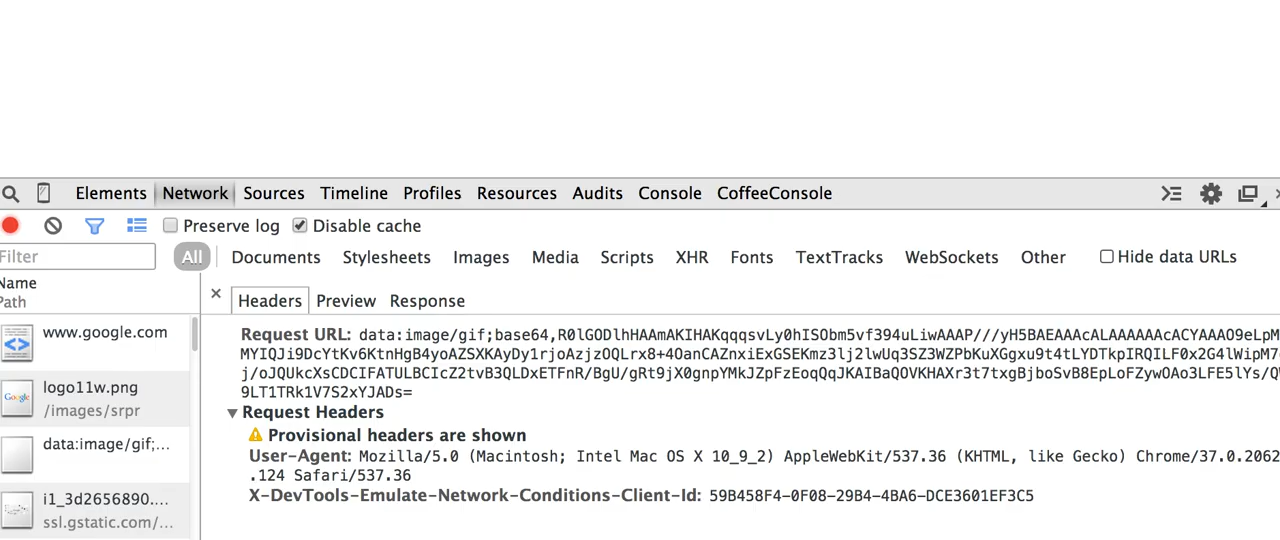 Elements Network Sources Timeline Profiles Resources Audits Console CoffeeConsole
Preserve log Disable cache
Filter All Documents Stylesheets Images Media Scripts XHR Fonts TextTracks WebSockets Other Hide data URLs
Name
Path
Headers Preview Response
www.google.com
logo11w.png
/images/srpr
data:image/gif;...
i1_3d2656890....
ssl.gstatic.com/...
Request URL: data:image/gif;base64,R0lGODlhHAAmAKIHAKqqqsvLy0hISObm5vf394uLiwAAAP///yH5BAEAAAcALAAAAAAcACYAAAO9eLpM
MYIQJi9DcYtKv6KtnHgB4yoAZSXKAyDy1rjoAzjzOQLrx8+4OanCAZnxiExGSEKmz3lj2lwUq3SZ3WZPbKuXGgxu9t4tLYDTkpIRQILF0x2G4lWipM7
j/oJQUkcXsCDCIFATULBCIcZ2tvB3QLDxETFnR/BgU/gRt9jX0gnpYMkJZpFzEoqQqJKAIBaQOVKHAXr3t7txgBjboSvB8EpLoFZywOAo3LFE5lYs/QW
9LT1TRk1V7S2xYJADs=
Request Headers
Provisional headers are shown
User-Agent: Mozilla/5.0 (Macintosh; Intel Mac OS X 10_9_2) AppleWebKit/537.36 (KHTML, like Gecko) Chrome/37.0.2062
.124 Safari/537.36
X-DevTools-Emulate-Network-Conditions-Client-Id: 59B458F4-0F08-29B4-4BA6-DCE3601EF3C5